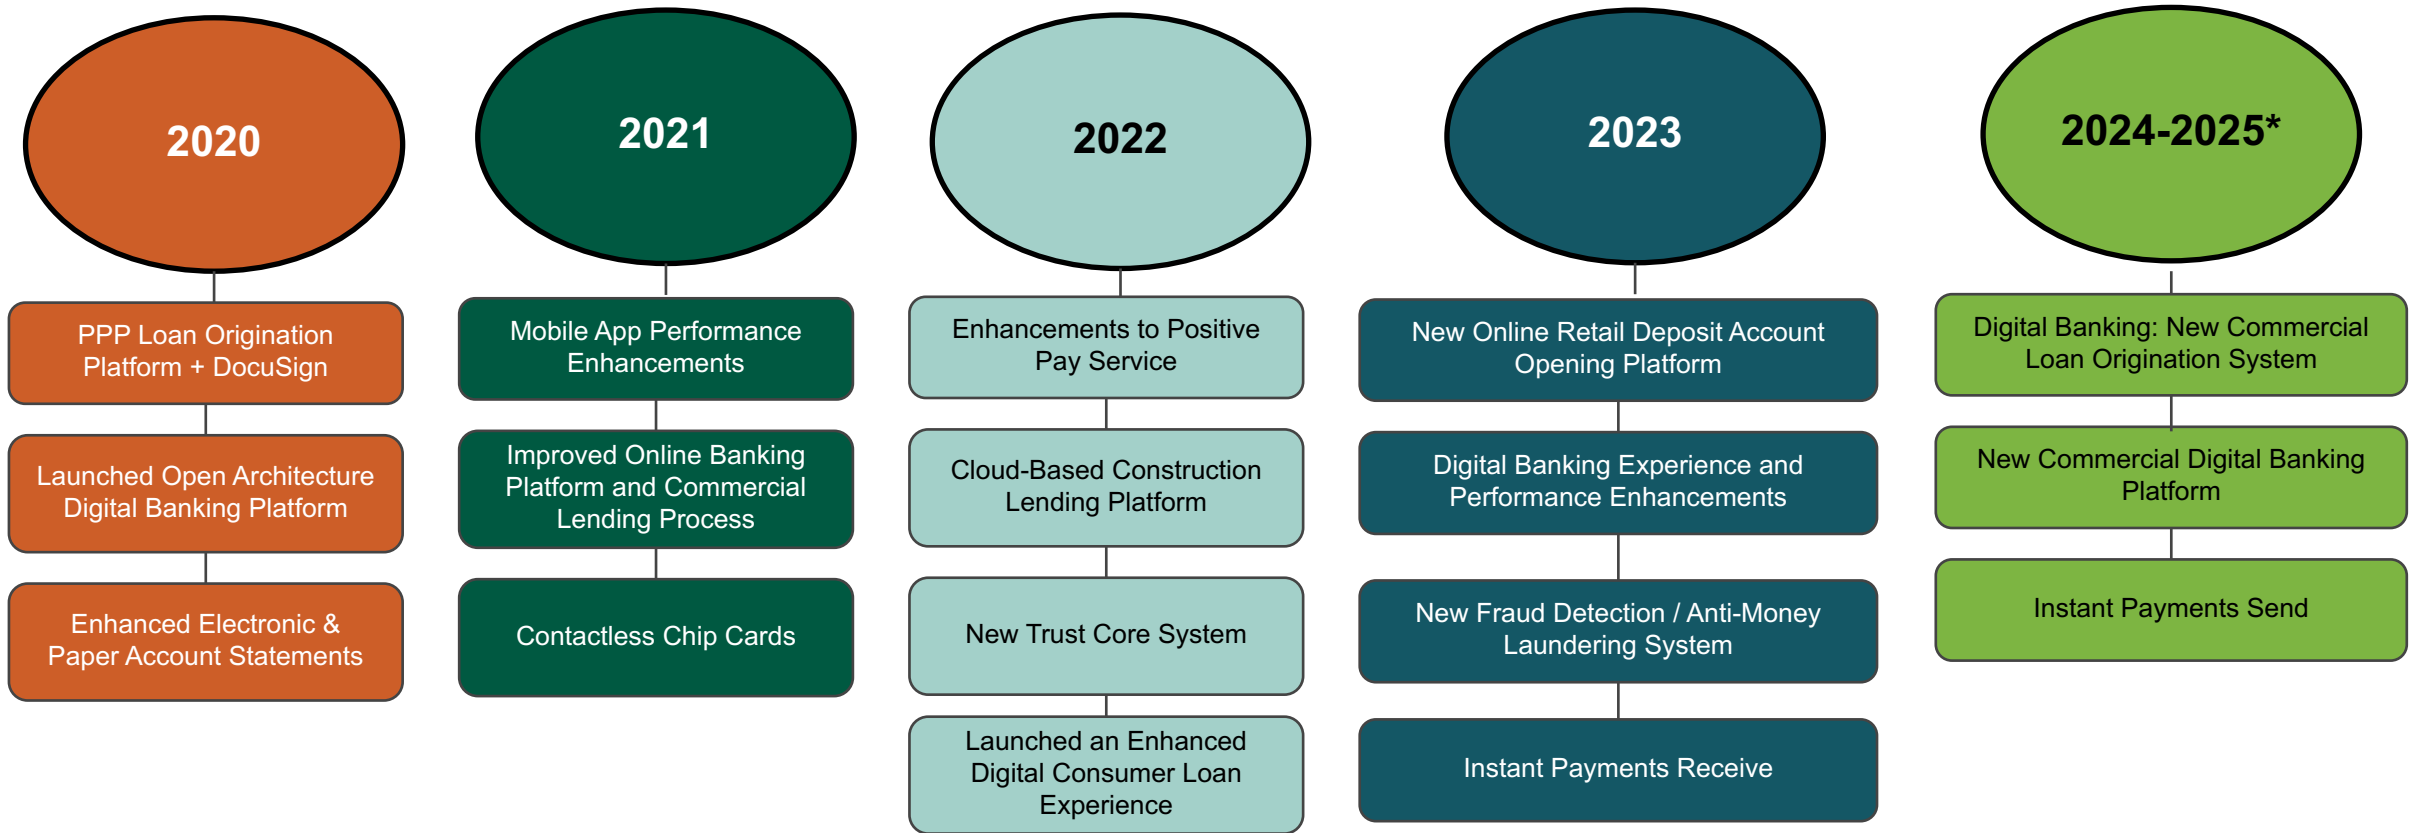 2020
PPP Loan Origination
Platform + DocuSign
Launched Open Architecture
Digital Banking Platform
Enhanced Electronic &
Paper Account Statements
2021
Mobile App Performance
Enhancements
Improved Online Banking
Platform and Commercial
Lending Process
Contactless Chip Cards
2022
Enhancements to Positive
Pay Service
Cloud-Based Construction
Lending Platform
New Trust Core System
Launched an Enhanced
Digital Consumer Loan
Experience
2023
New Online Retail Deposit Account
Opening Platform
Digital Banking Experience and
Performance Enhancements
New Fraud Detection / Anti-Money
Laundering System
Instant Payments Receive
2024-2025*
Digital Banking: New Commercial
Loan Origination System
New Commercial Digital Banking
Platform
Instant Payments Send